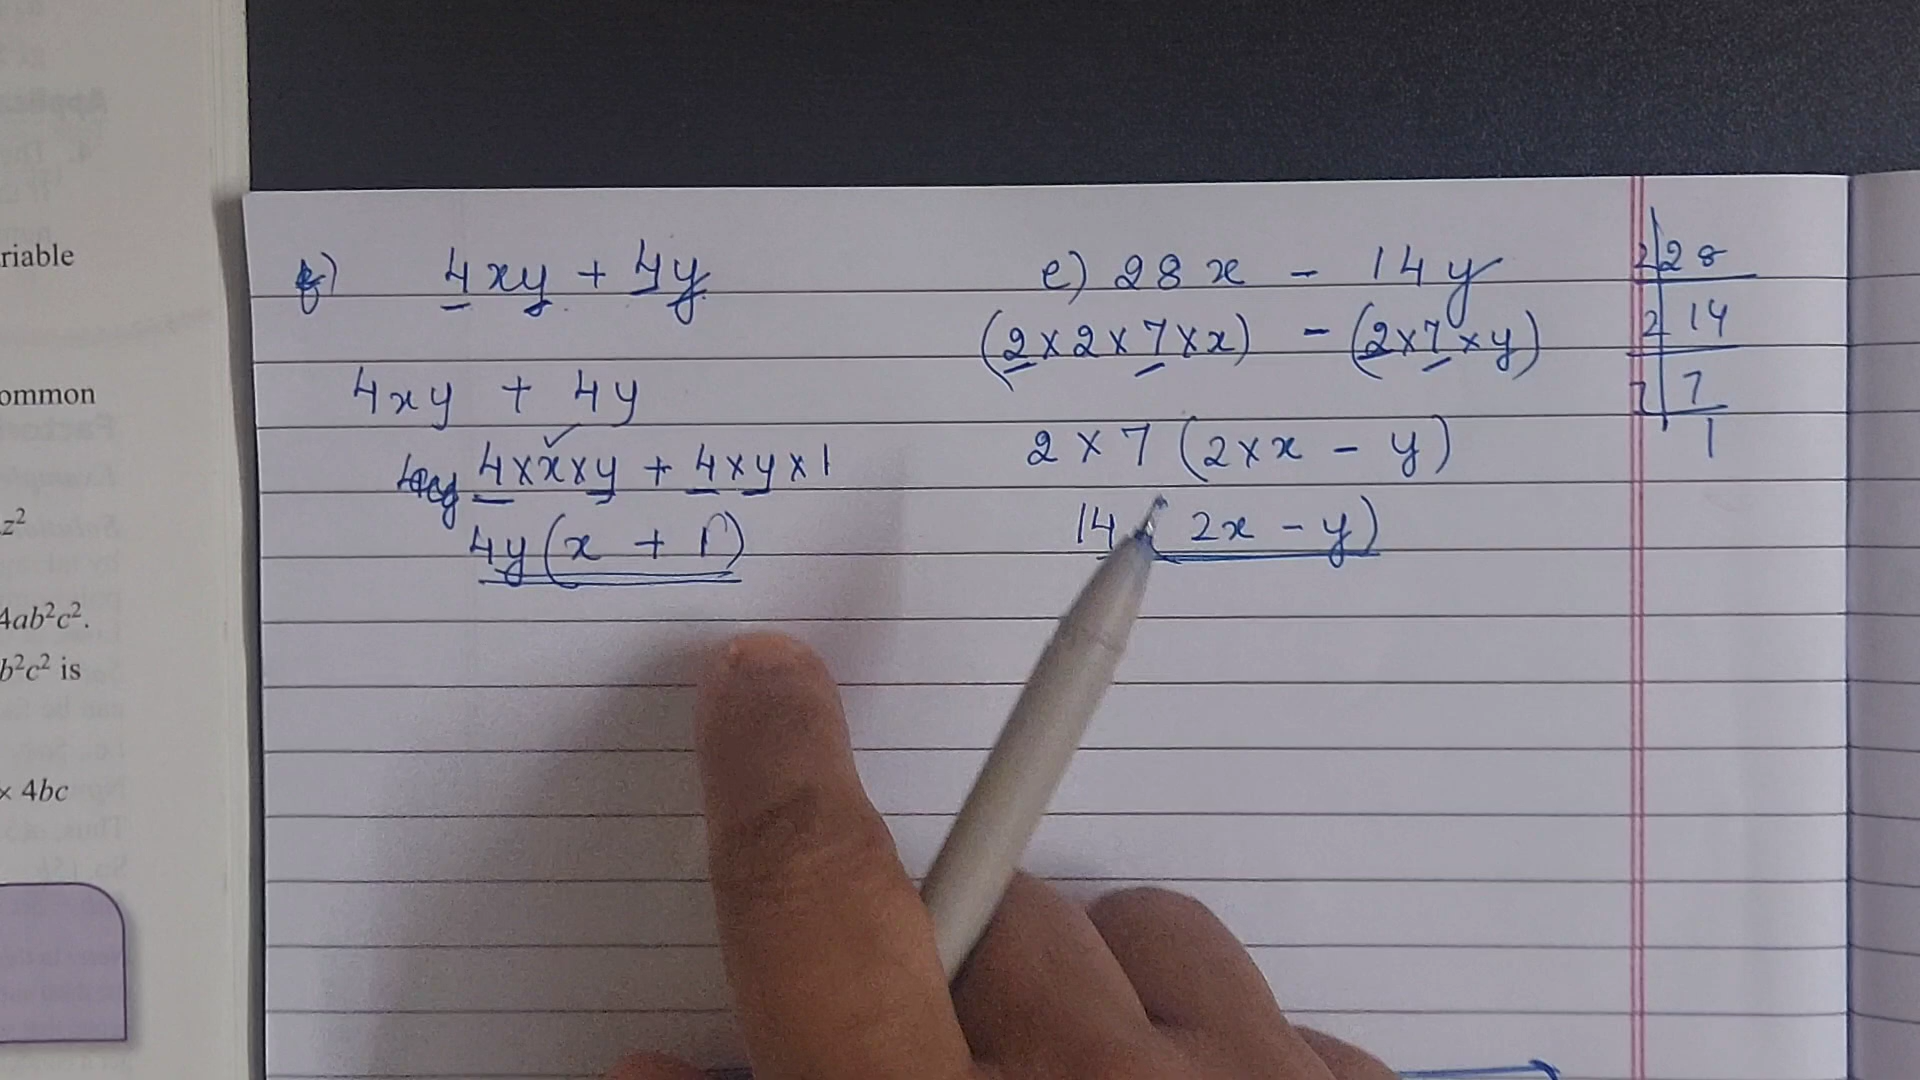 riable
ommon
z²
4ab²c².
b²c² is
× 4bc
4xy + 4y
4xy + 4y
4×x×y + 4×y×1
4y(x + 1)
e) 28x - 14y
(2×2×7×x) - (2×7×y)
2×7(2×x - y)
14(2x - y)
2|28
2|14
7|7
1